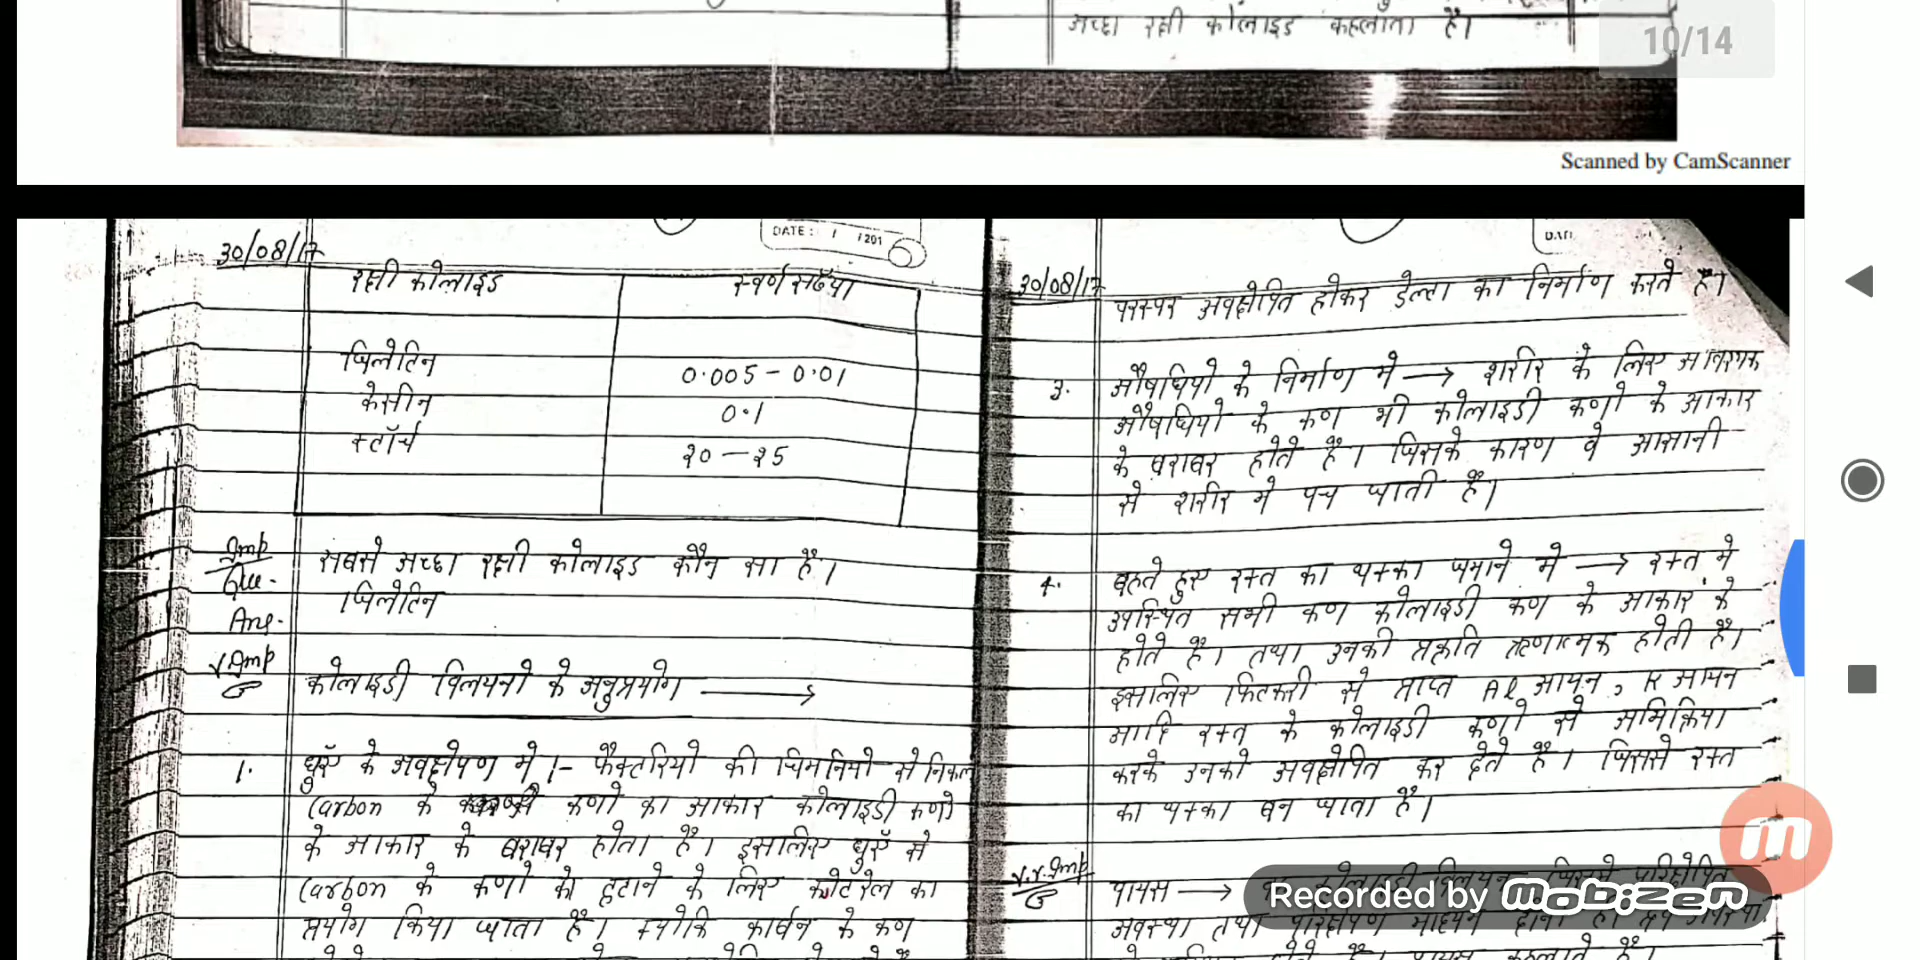 अच्छा रक्षी कोलाइड कहलाता है।
10/14
Scanned by CamScanner
30/08/17
DATE : / /201
रक्षी कोलाइड
स्वर्ण संख्या
जिलेटिन
0.005 - 0.01
केसीन
0.1
स्टॉर्च
20 - 25
Imp
Que.
सबसे अच्छा रक्षी कोलाइड कौन सा है।
Ans.
जिलेटिन
V.Imp
कोलाइडी विलयनो के अनुप्रयोग →
1. धुएँ के अवक्षेपण मे :- फैक्टरियो की चिमनियो से निकले
Carbon के कणो का आकार कोलाइडी कणो
के आकार के बराबर होता है। इसलिए धुएँ से
Carbon के कणो को हटाने के लिए कोटरेल का
प्रयोग किया जाता है। क्योकि कार्बन के कण
30/08/17
परस्पर अवक्षेपित होकर डेल्टा का निर्माण करते है।
3. औषधियो के निर्माण मे → शरीर के लिए आवश्यक
औषधियो के कण भी कोलाइडी कणो के आकार
के बराबर होते है। जिसके कारण वे आसानी
से शरीर मे पच जाती है।
4. बहते हुए रक्त का थक्का जमाने मे → रक्त मे
उपस्थित सभी कण कोलाइडी कण के आकार के
होते है। तथा उनकी प्रकृति ऋणात्मक होती है।
इसलिए फिटकरी से प्राप्त Al आयन, K आयन
आदि रक्त के कोलाइडी कणो से अभिक्रिया
करके उनको अवक्षेपित कर देते है। जिससे रक्त
का थक्का बन जाता है।
V.V.Imp
पायस →
अवस्था तथा
Recorded by mobizen